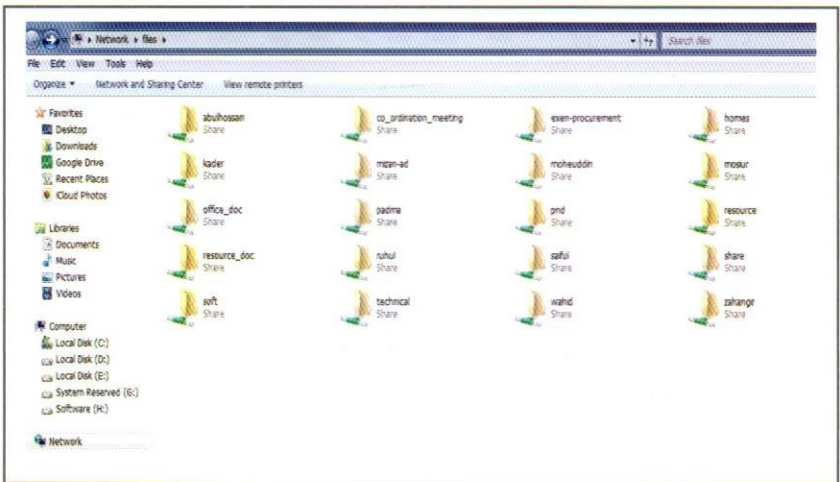 Network ▸ files ▸
Search files
File Edit View Tools Help
Organize Network and Sharing Center View remote printers
Favorites
Desktop
Downloads
Google Drive
Recent Places
iCloud Photos
Libraries
Documents
Music
Pictures
Videos
Computer
Local Disk (C:)
Local Disk (D:)
Local Disk (E:)
System Reserved (G:)
Software (H:)
Network
abulhossain
Share
co_ordination_meeting
Share
exen-procurement
Share
homes
Share
kader
Share
mizan-ad
Share
moheuddin
Share
mosiur
Share
office_doc
Share
padma
Share
pnd
Share
resource
Share
resource_doc
Share
ruhul
Share
saiful
Share
share
Share
soft
Share
technical
Share
wahid
Share
zahangir
Share